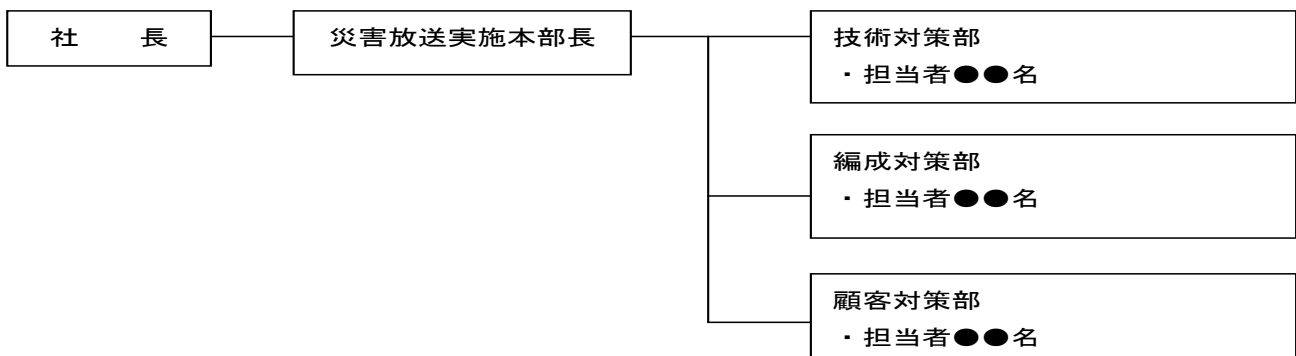 社　　長
災害放送実施本部長
技術対策部
・担当者●●名
編成対策部
・担当者●●名
顧客対策部
・担当者●●名